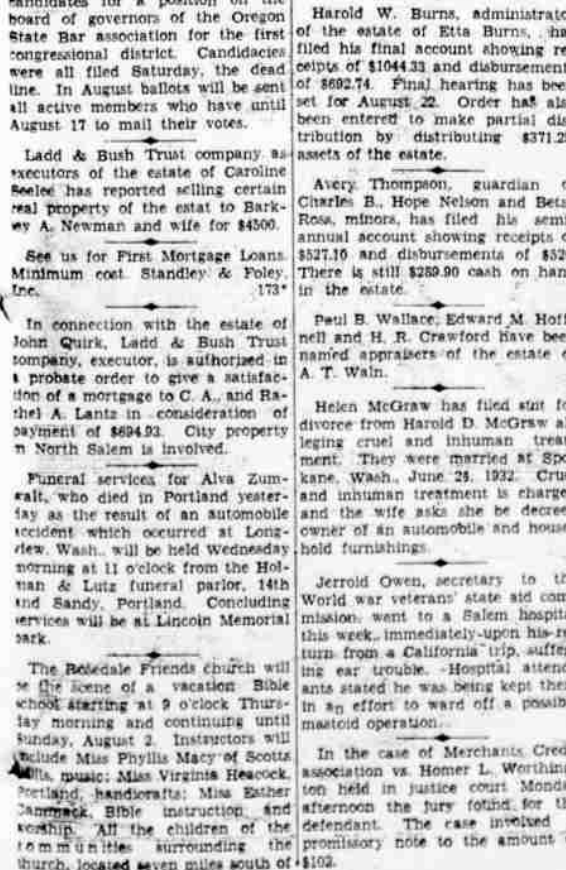 candidates for a position on the
board of governors of the Oregon
State Bar association for the first
congressional district. Candidacies
were all filed Saturday, the dead
line. In August ballots will be sent
all active members who have until
August 17 to mail their votes.
Ladd & Bush Trust company as
executors of the estate of Caroline
Seelee has reported selling certain
real property of the estat to Bark-
ey A. Newman and wife for $4500.
See us for First Mortgage Loans.
Minimum cost. Standley & Foley,
Inc. 173*
In connection with the estate of
John Quirk, Ladd & Bush Trust
company, executor, is authorized in
a probate order to give a satisfac-
tion of a mortgage to C. A., and Ra-
chel A. Lantz in consideration of
payment of $694.93. City property
n North Salem is involved.
Funeral services for Alva Zum-
walt, who died in Portland yester-
day as the result of an automobile
accident which occurred at Long-
view, Wash., will be held Wednesday
morning at 11 o'clock from the Hol-
man & Lutz funeral parlor, 14th
and Sandy, Portland. Concluding
services will be at Lincoln Memorial
park.
The Rosedale Friends church will
be the scene of a vacation Bible
school starting at 9 o'clock Thurs-
day morning and continuing until
Sunday, August 2. Instructors will
include Miss Phyllis Macy of Scotts
Mills, music; Miss Virginia Heacock,
Portland, handicrafts; Miss Esther
Cammack, Bible instruction and
worship. All the children of the
communities surrounding the
church, located seven miles south of
Harold W. Burns, administrato
of the estate of Etta Burns, ha
filed his final account showing re
ceipts of $1044.33 and disbursement
of $692.74. Final hearing has bee
set for August 22. Order has als
been entered to make partial dis
tribution by distributing $371.2
assets of the estate.
Avery Thompson, guardian o
Charles B., Hope Nelson and Bets
Ross, minors, has filed his semi
annual account showing receipts o
$527.10 and disbursements of $52
There is still $289.90 cash on han
in the estate.
Paul B. Wallace, Edward M. Hoff
nell and H. R. Crawford have bee
named appraisers of the estate o
A. T. Waln.
Helen McGraw has filed suit fo
divorce from Harold D. McGraw al
leging cruel and inhuman treat
ment. They were married at Spo
kane, Wash., June 28, 1932. Crue
and inhuman treatment is charge
and the wife asks she be decree
owner of an automobile and house
hold furnishings.
Jerrold Owen, secretary to th
World war veterans' state aid com
mission, went to a Salem hospita
this week, immediately upon his re
turn from a California trip, suffer
ing ear trouble. Hospital attend
ants stated he was being kept the
in an effort to ward off a possib
mastoid operation.
In the case of Merchants Cred
association vs. Homer L. Worthing
ton held in justice court Monda
afternoon the jury found for th
defendant. The case involved
promissory note to the amount
$102.